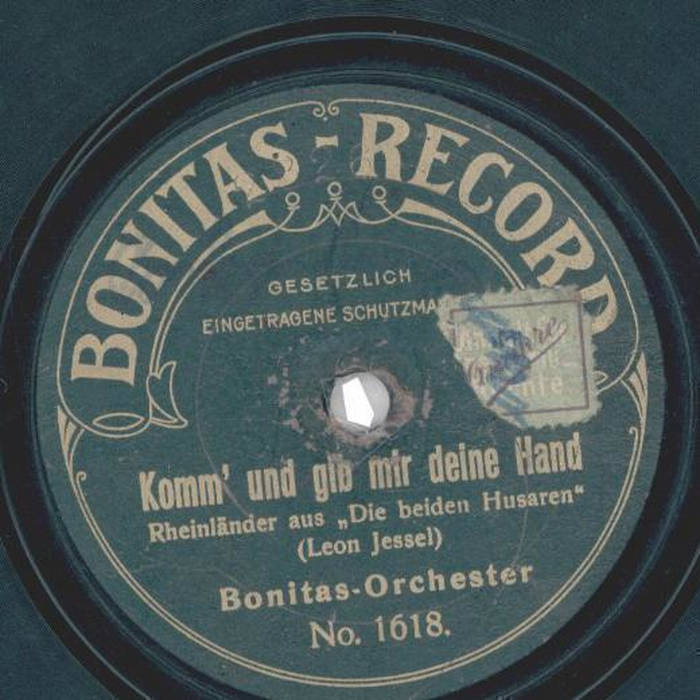 BONITAS-RECORD
GESETZLICH
EINGETRAGENE SCHUTZMA
Komm' und gib mir deine Hand
Rheinländer aus „Die beiden Husaren“
(Leon Jessel)
Bonitas-Orchester
No. 1618.